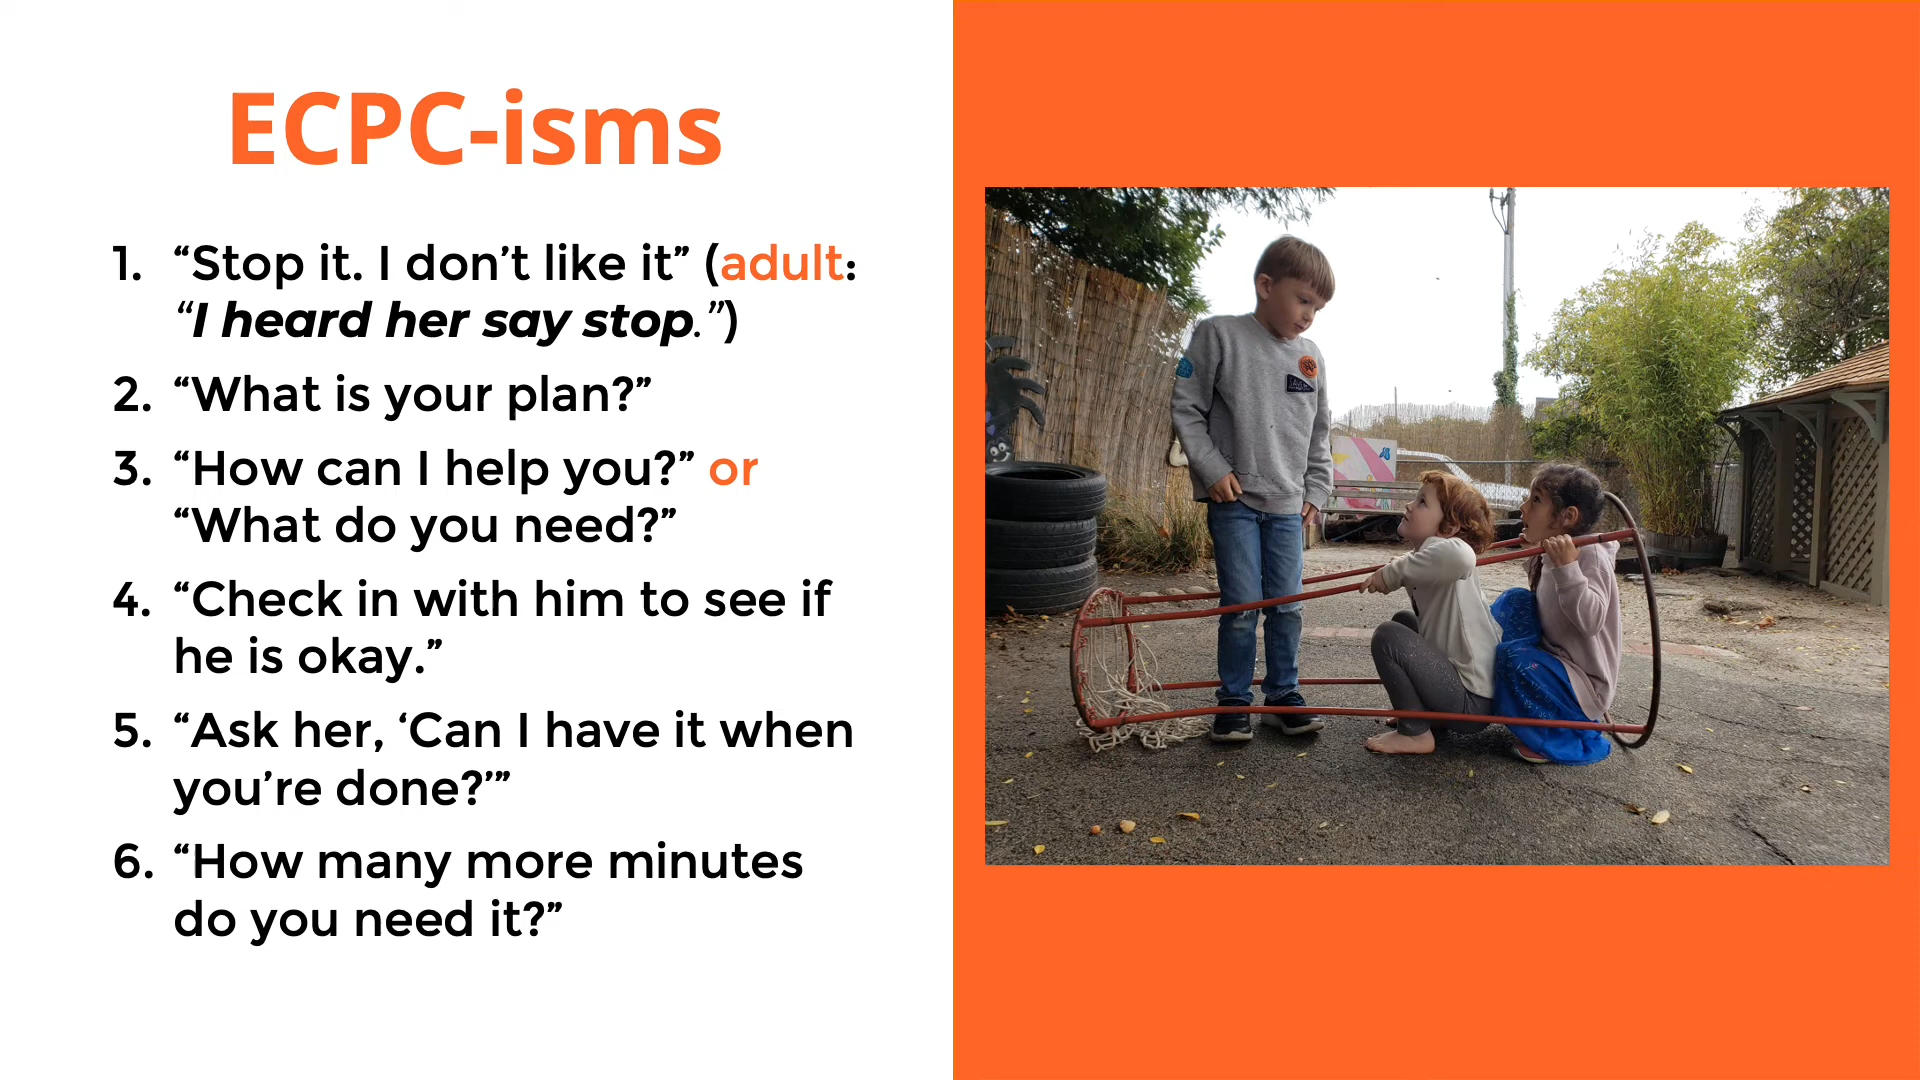 ECPC-isms
1. “Stop it. I don’t like it” (adult:
“I heard her say stop.”)
2. “What is your plan?”
3. “How can I help you?” or
“What do you need?”
4. “Check in with him to see if
he is okay.”
5. “Ask her, ‘Can I have it when
you’re done?’”
6. “How many more minutes
do you need it?”